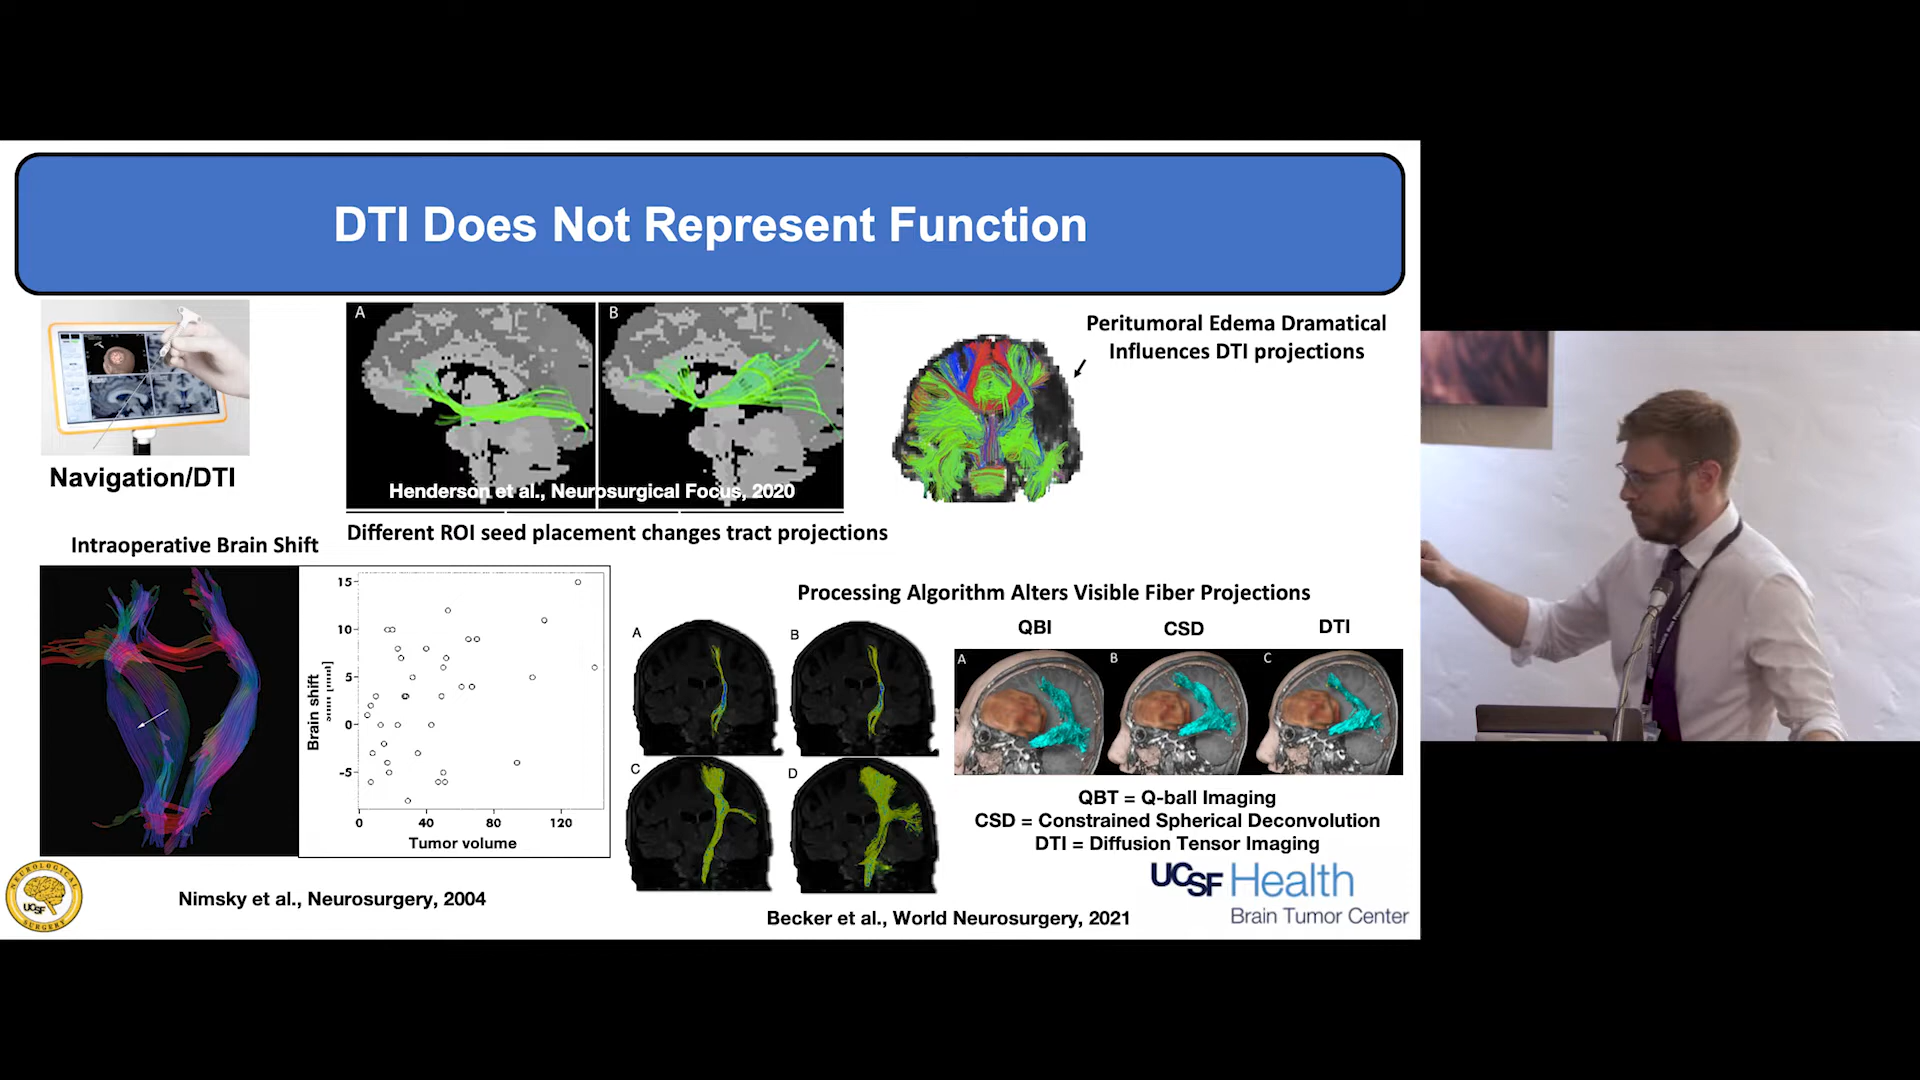 DTI Does Not Represent Function
Navigation/DTI
A
B
Henderson et al., Neurosurgical Focus, 2020
Different ROI seed placement changes tract projections
Peritumoral Edema Dramatical
Influences DTI projections
Intraoperative Brain Shift
15
10
5
0
-5
Brain shift
0
40
80
120
Tumor volume
Nimsky et al., Neurosurgery, 2004
Processing Algorithm Alters Visible Fiber Projections
A
B
C
D
QBI
CSD
DTI
A
B
C
QBT = Q-ball Imaging
CSD = Constrained Spherical Deconvolution
DTI = Diffusion Tensor Imaging
Becker et al., World Neurosurgery, 2021
UCSF Health
Brain Tumor Center
NEUROLOGICAL
UCSF
SURGERY